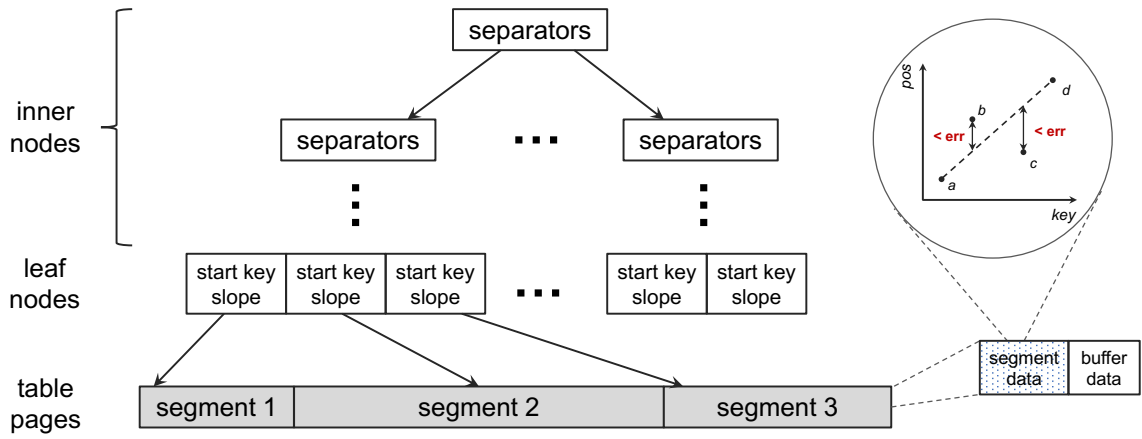 separators
inner
nodes
separators
...
separators
leaf
nodes
start key
slope
start key
slope
start key
slope
...
start key
slope
start key
slope
table
pages
segment 1
segment 2
segment 3
pos
d
b
< err
< err
c
a
key
segment
data
buffer
data